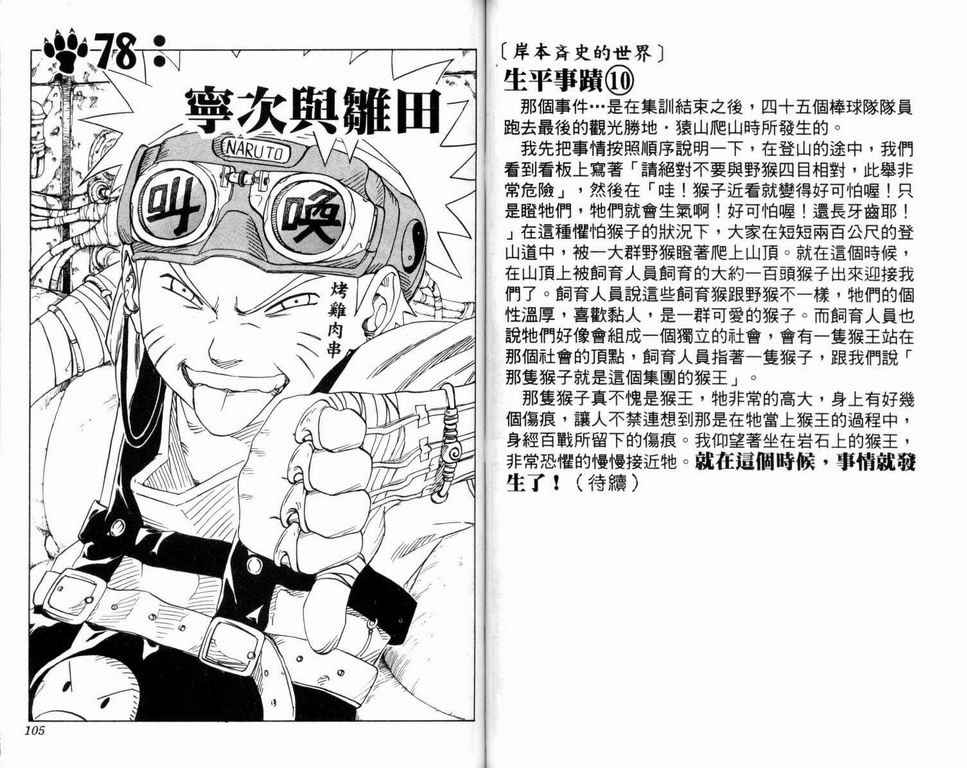 78：
寧次與雛田
NARUTO
叫 喚
烤雞肉串
105
〔岸本斉史的世界〕
生平事蹟⑩
那個事件…是在集訓結束之後，四十五個棒球隊隊員
跑去最後的觀光勝地．猿山爬山時所發生的。
我先把事情按照順序說明一下，在登山的途中，我們
看到看板上寫著「請絕對不要與野猴四目相對，此舉非
常危險」，然後在「哇！猴子近看就變得好可怕喔！只
是瞪牠們，牠們就會生氣啊！好可怕喔！還長牙齒耶！
」在這種懼怕猴子的狀況下，大家在短短兩百公尺的登
山道中，被一大群野猴瞪著爬上山頂。就在這個時候，
在山頂上被飼育人員飼育的大約一百頭猴子出來迎接我
們了。飼育人員說這些飼育猴跟野猴不一樣，牠們的個
性溫厚，喜歡黏人，是一群可愛的猴子。而飼育人員也
說牠們好像會組成一個獨立的社會，會有一隻猴王站在
那個社會的頂點，飼育人員指著一隻猴子，跟我們說「
那隻猴子就是這個集團的猴王」。
那隻猴子真不愧是猴王，牠非常的高大，身上有好幾
個傷痕，讓人不禁連想到那是在牠當上猴王的過程中，
身經百戰所留下的傷痕。我仰望著坐在岩石上的猴王，
非常恐懼的慢慢接近牠。就在這個時候，事情就發
生了！（待續）